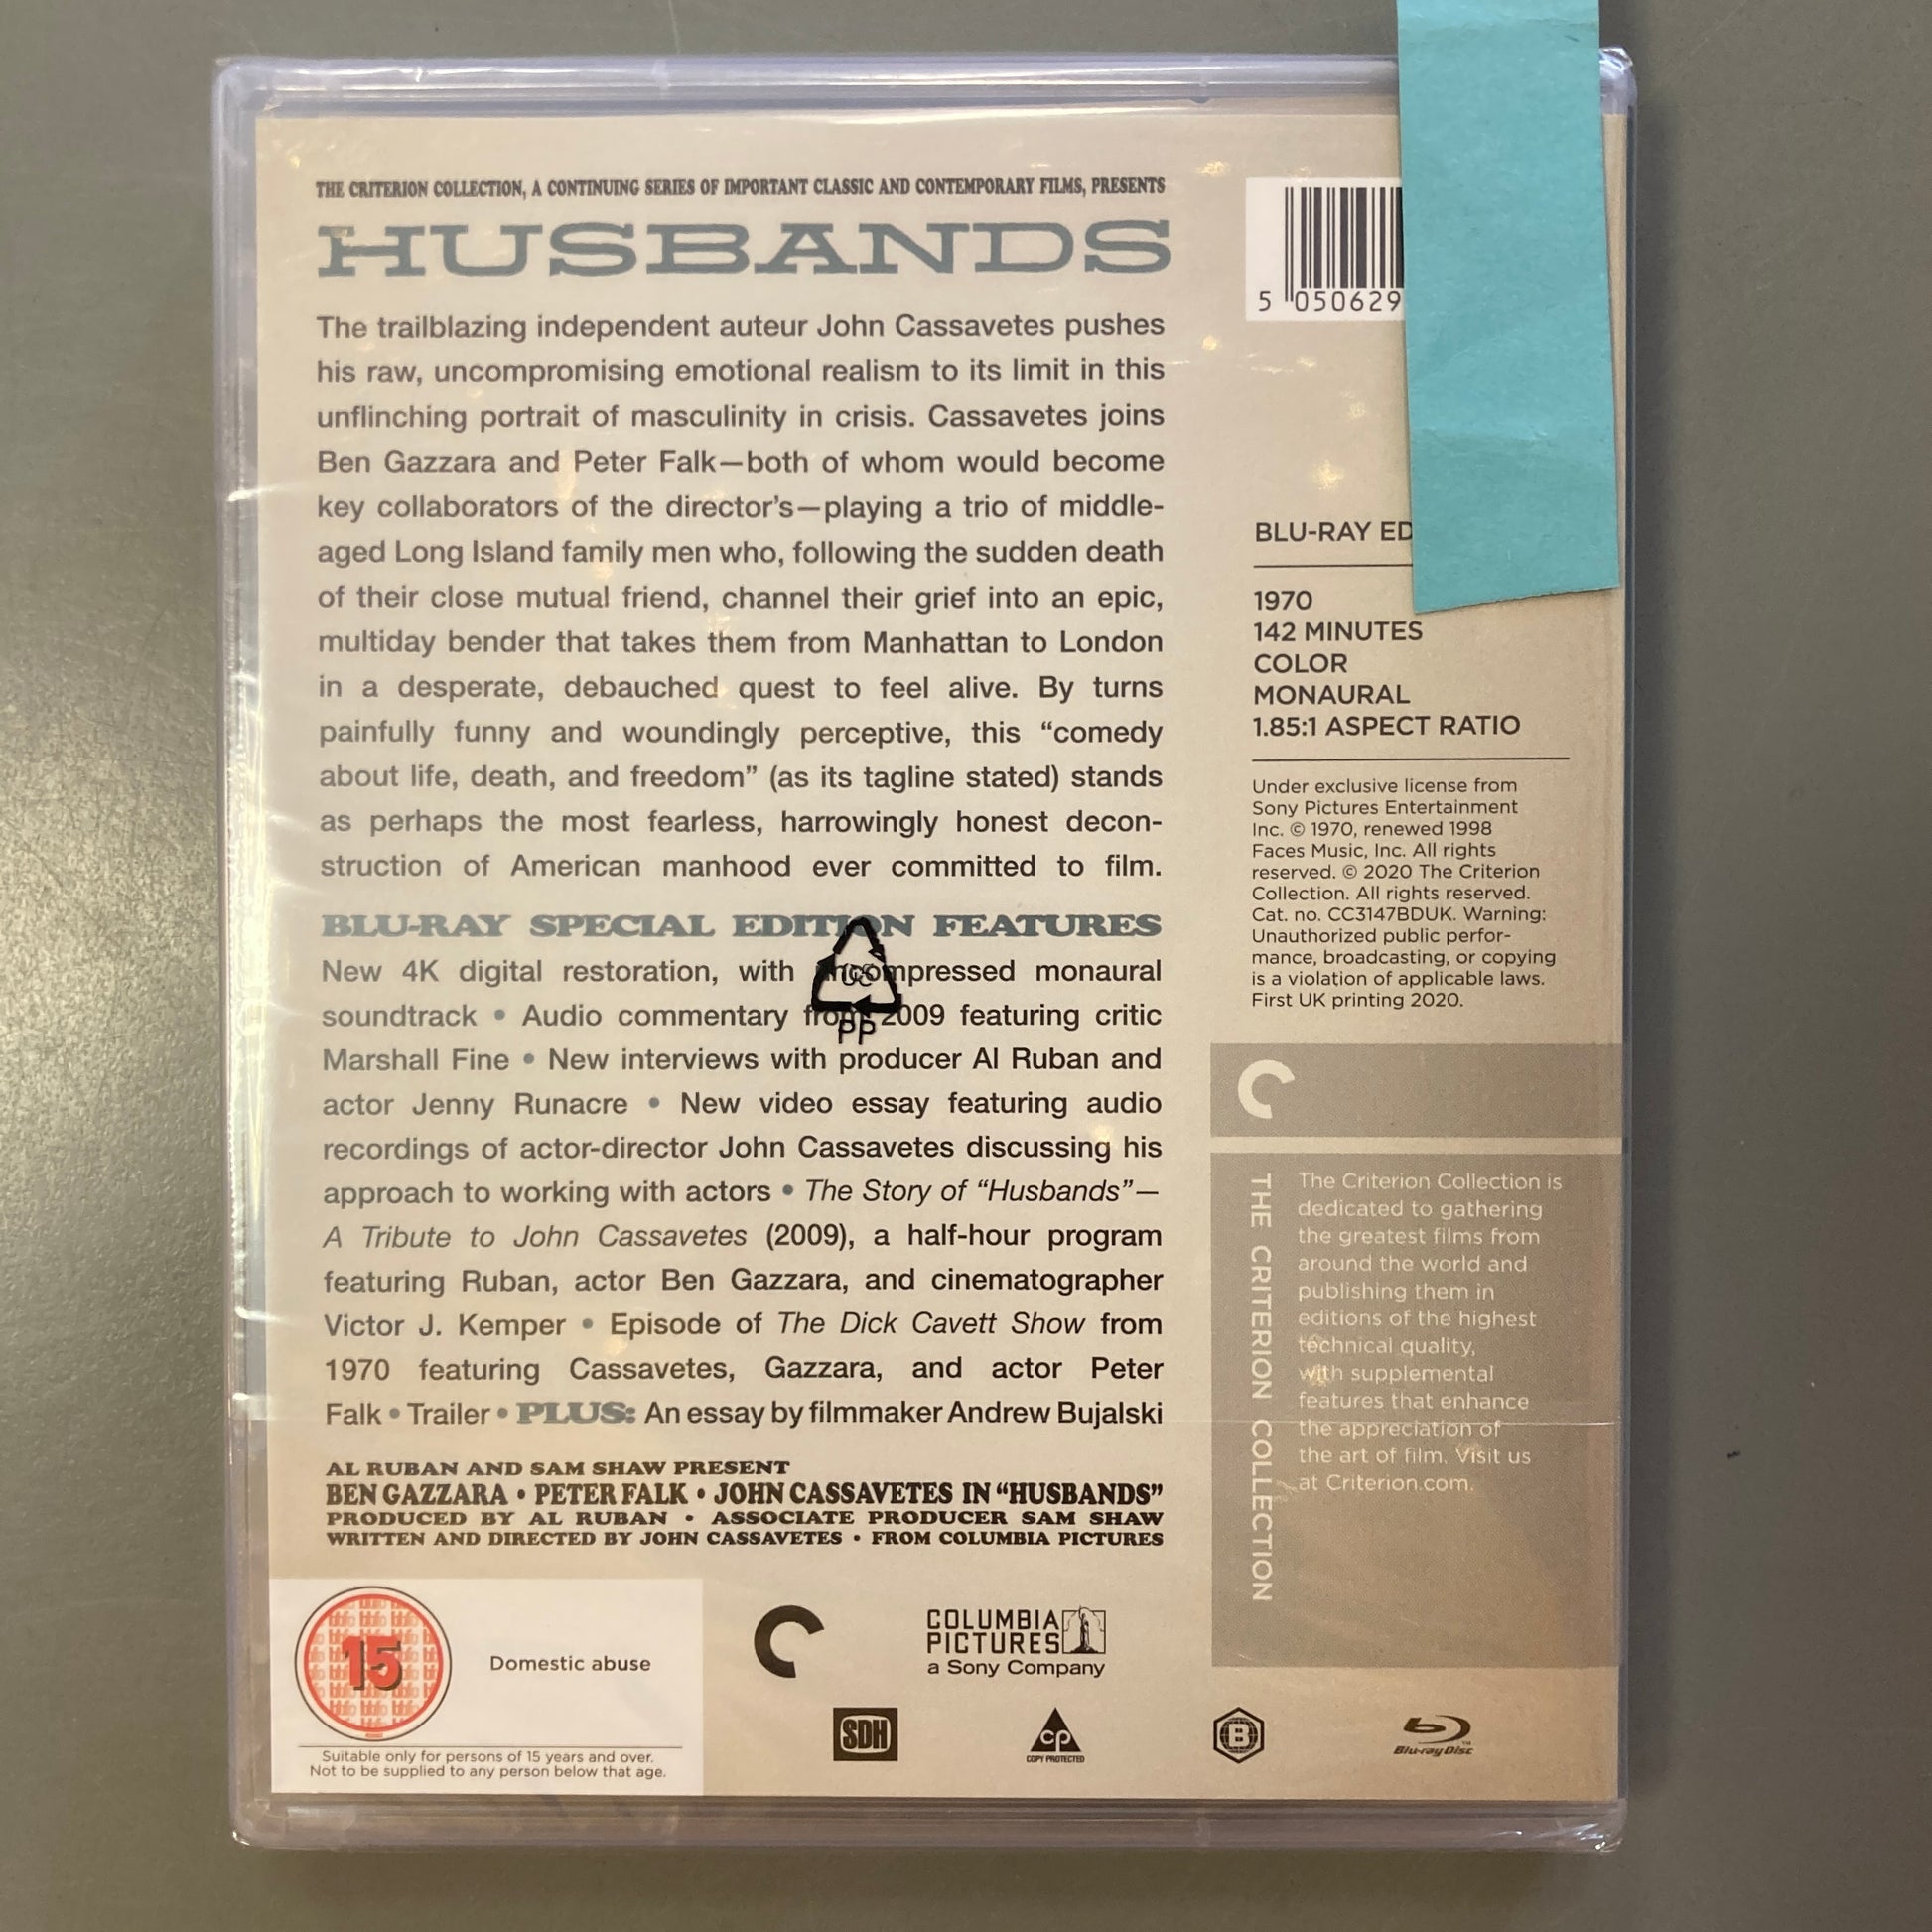 THE CRITERION COLLECTION, A CONTINUING SERIES OF IMPORTANT CLASSIC AND CONTEMPORARY FILMS, PRESENTS
HUSBANDS
The trailblazing independent auteur John Cassavetes pushes
his raw, uncompromising emotional realism to its limit in this
unflinching portrait of masculinity in crisis. Cassavetes joins
Ben Gazzara and Peter Falk—both of whom would become
key collaborators of the director's—playing a trio of middle-
aged Long Island family men who, following the sudden death
of their close mutual friend, channel their grief into an epic,
multiday bender that takes them from Manhattan to London
in a desperate, debauched quest to feel alive. By turns
painfully funny and woundingly perceptive, this “comedy
about life, death, and freedom” (as its tagline stated) stands
as perhaps the most fearless, harrowingly honest decon-
struction of American manhood ever committed to film.
BLU-RAY SPECIAL EDITION FEATURES
New 4K digital restoration, with uncompressed monaural
soundtrack • Audio commentary from 2009 featuring critic
Marshall Fine • New interviews with producer Al Ruban and
actor Jenny Runacre • New video essay featuring audio
recordings of actor-director John Cassavetes discussing his
approach to working with actors • The Story of “Husbands”—
A Tribute to John Cassavetes (2009), a half-hour program
featuring Ruban, actor Ben Gazzara, and cinematographer
Victor J. Kemper • Episode of The Dick Cavett Show from
1970 featuring Cassavetes, Gazzara, and actor Peter
Falk • Trailer • PLUS: An essay by filmmaker Andrew Bujalski
PP
AL RUBAN AND SAM SHAW PRESENT
BEN GAZZARA • PETER FALK • JOHN CASSAVETES IN “HUSBANDS”
PRODUCED BY AL RUBAN • ASSOCIATE PRODUCER SAM SHAW
WRITTEN AND DIRECTED BY JOHN CASSAVETES • FROM COLUMBIA PICTURES
15
Domestic abuse
Suitable only for persons of 15 years and over.
Not to be supplied to any person below that age.
COLUMBIA
PICTURES
a Sony Company
SDH
CP
COPY PROTECTED
B
Blu-ray Disc
5 050629
BLU-RAY ED
1970
142 MINUTES
COLOR
MONAURAL
1.85:1 ASPECT RATIO
Under exclusive license from
Sony Pictures Entertainment
Inc. © 1970, renewed 1998
Faces Music, Inc. All rights
reserved. © 2020 The Criterion
Collection. All rights reserved.
Cat. no. CC3147BDUK. Warning:
Unauthorized public perfor-
mance, broadcasting, or copying
is a violation of applicable laws.
First UK printing 2020.
THE CRITERION COLLECTION
The Criterion Collection is
dedicated to gathering
the greatest films from
around the world and
publishing them in
editions of the highest
technical quality,
with supplemental
features that enhance
the appreciation of
the art of film. Visit us
at Criterion.com.